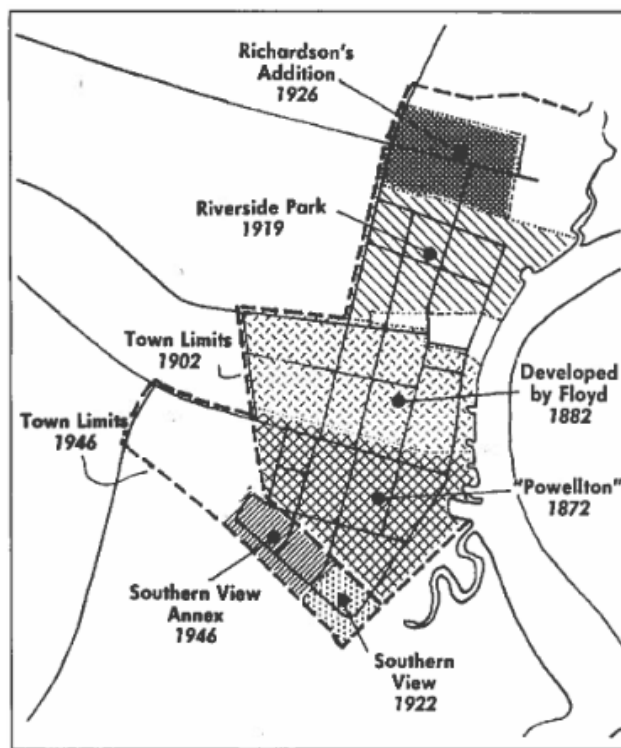 Richardson's
Addition
1926
Riverside Park
1919
Town Limits
1902
Developed
by Floyd
1882
Town Limits
1946
"Powellton"
1872
Southern View
Annex
1946
Southern
View
1922